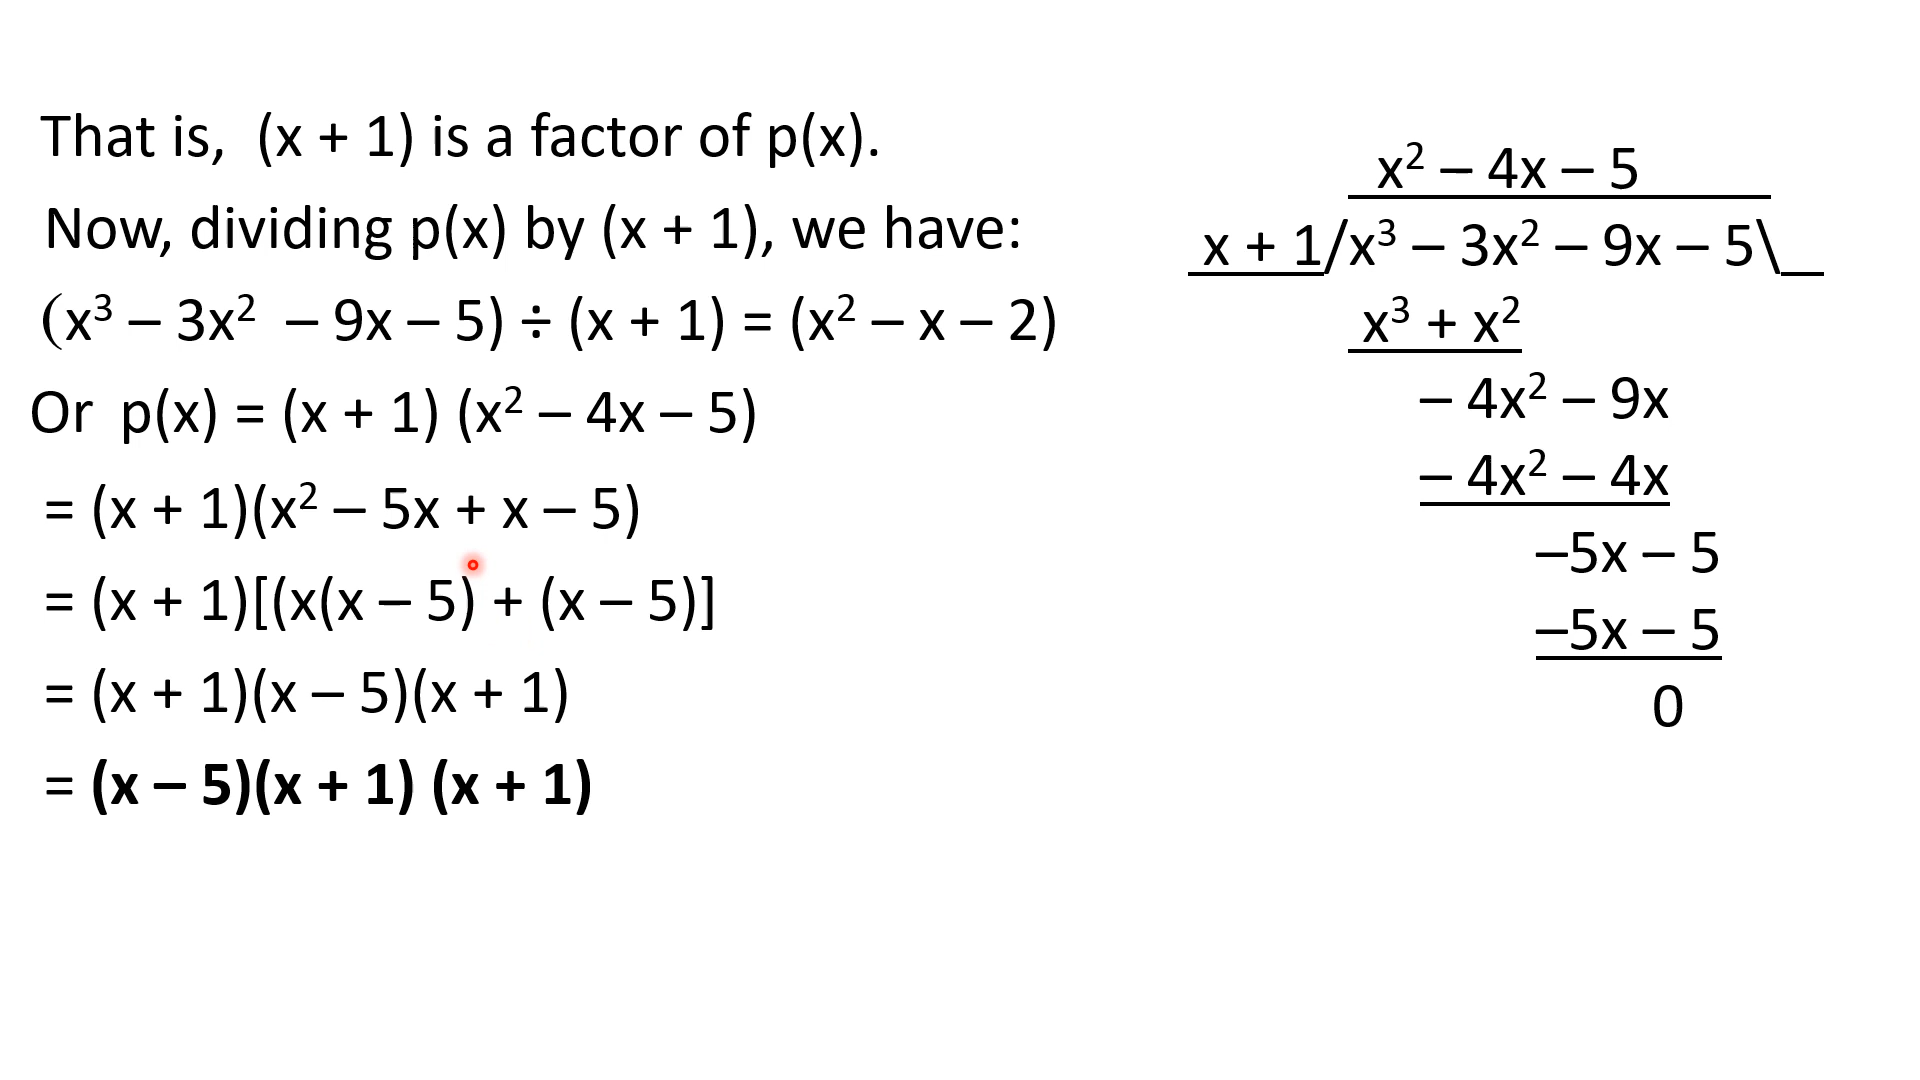 That is, (x + 1) is a factor of p(x).
Now, dividing p(x) by (x + 1), we have:
(x³ – 3x² – 9x – 5) ÷ (x + 1) = (x² – x – 2)
Or p(x) = (x + 1) (x² – 4x – 5)
= (x + 1)(x² – 5x + x – 5)
= (x + 1)[(x(x – 5) + (x – 5)]
= (x + 1)(x – 5)(x + 1)
= (x – 5)(x + 1) (x + 1)
x² – 4x – 5
x + 1/x³ – 3x² – 9x – 5\
x³ + x²
– 4x² – 9x
– 4x² – 4x
–5x – 5
–5x – 5
0